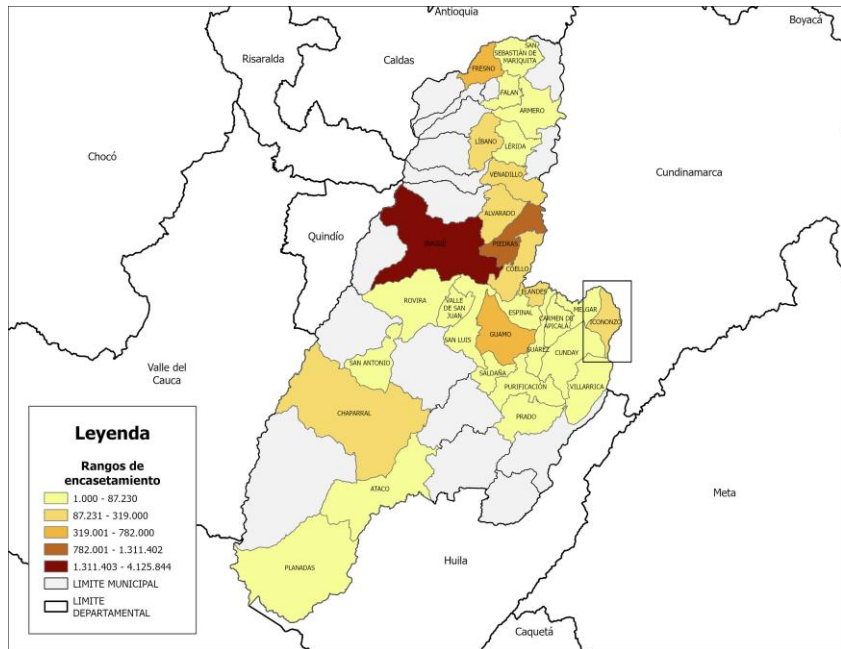 Antioquia
Boyacá
Risaralda
Caldas
SAN
SEBASTIÁN DE
MARIQUITA
FRESNO
FALAN
ARMERO
LÍBANO
LÉRIDA
Chocó
Cundinamarca
VENADILLO
ALVARADO
Quindío
IBAGUÉ
PIEDRAS
COELLO
ROVIRA
VALLE
DE SAN
JUAN
FLANDES
ESPINAL
CARMEN DE
APICALÁ
MELGAR
ICONONZO
GUAMO
SAN LUIS
SUÁREZ
CUNDAY
SAN ANTONIO
SALDAÑA
PURIFICACIÓN
VILLARRICA
Valle del
Cauca
CHAPARRAL
PRADO
ATACO
Meta
Huila
PLANADAS
Caquetá
Leyenda
Rangos de
encasetamiento
1.000 - 87.230
87.231 - 319.000
319.001 - 782.000
782.001 - 1.311.402
1.311.403 - 4.125.844
LIMITE MUNICIPAL
LIMITE
DEPARTAMENTAL